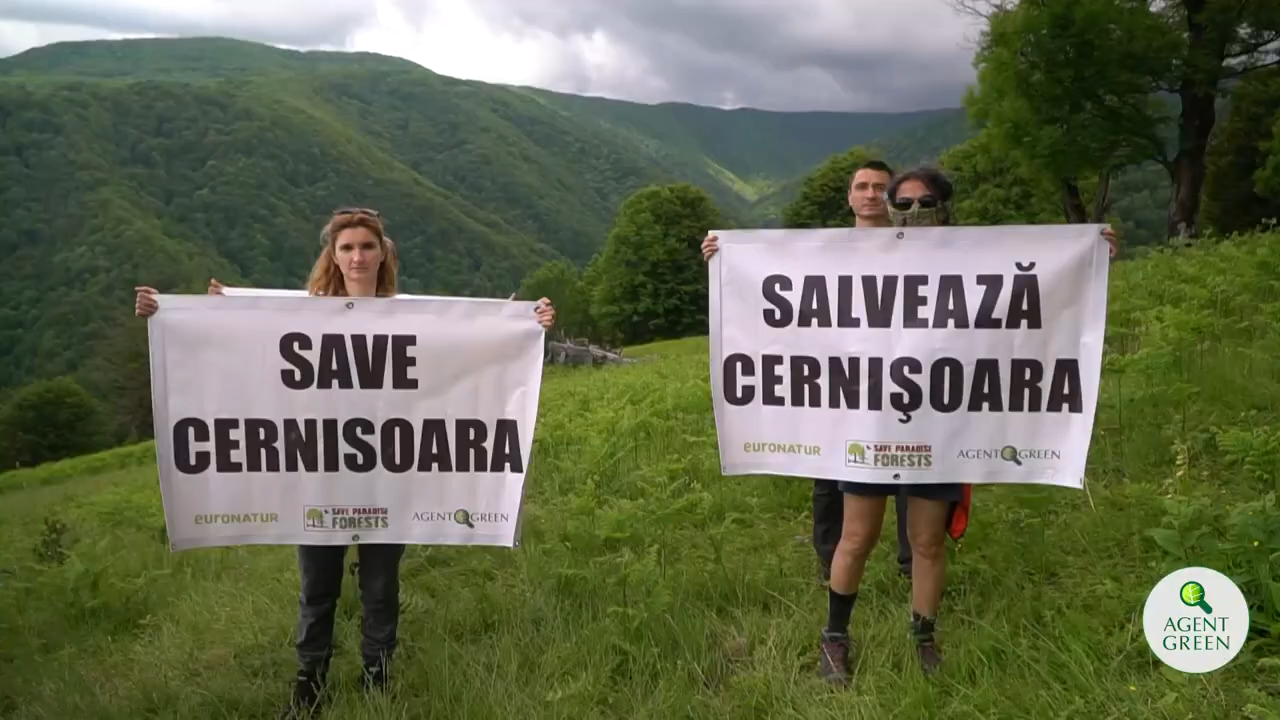 SAVE
CERNISOARA
euronatur
SAVE PARADISE
FORESTS
AGENT GREEN
SALVEAZĂ
CERNIŞOARA
euronatur
SAVE PARADISE
FORESTS
AGENT GREEN
AGENT
GREEN